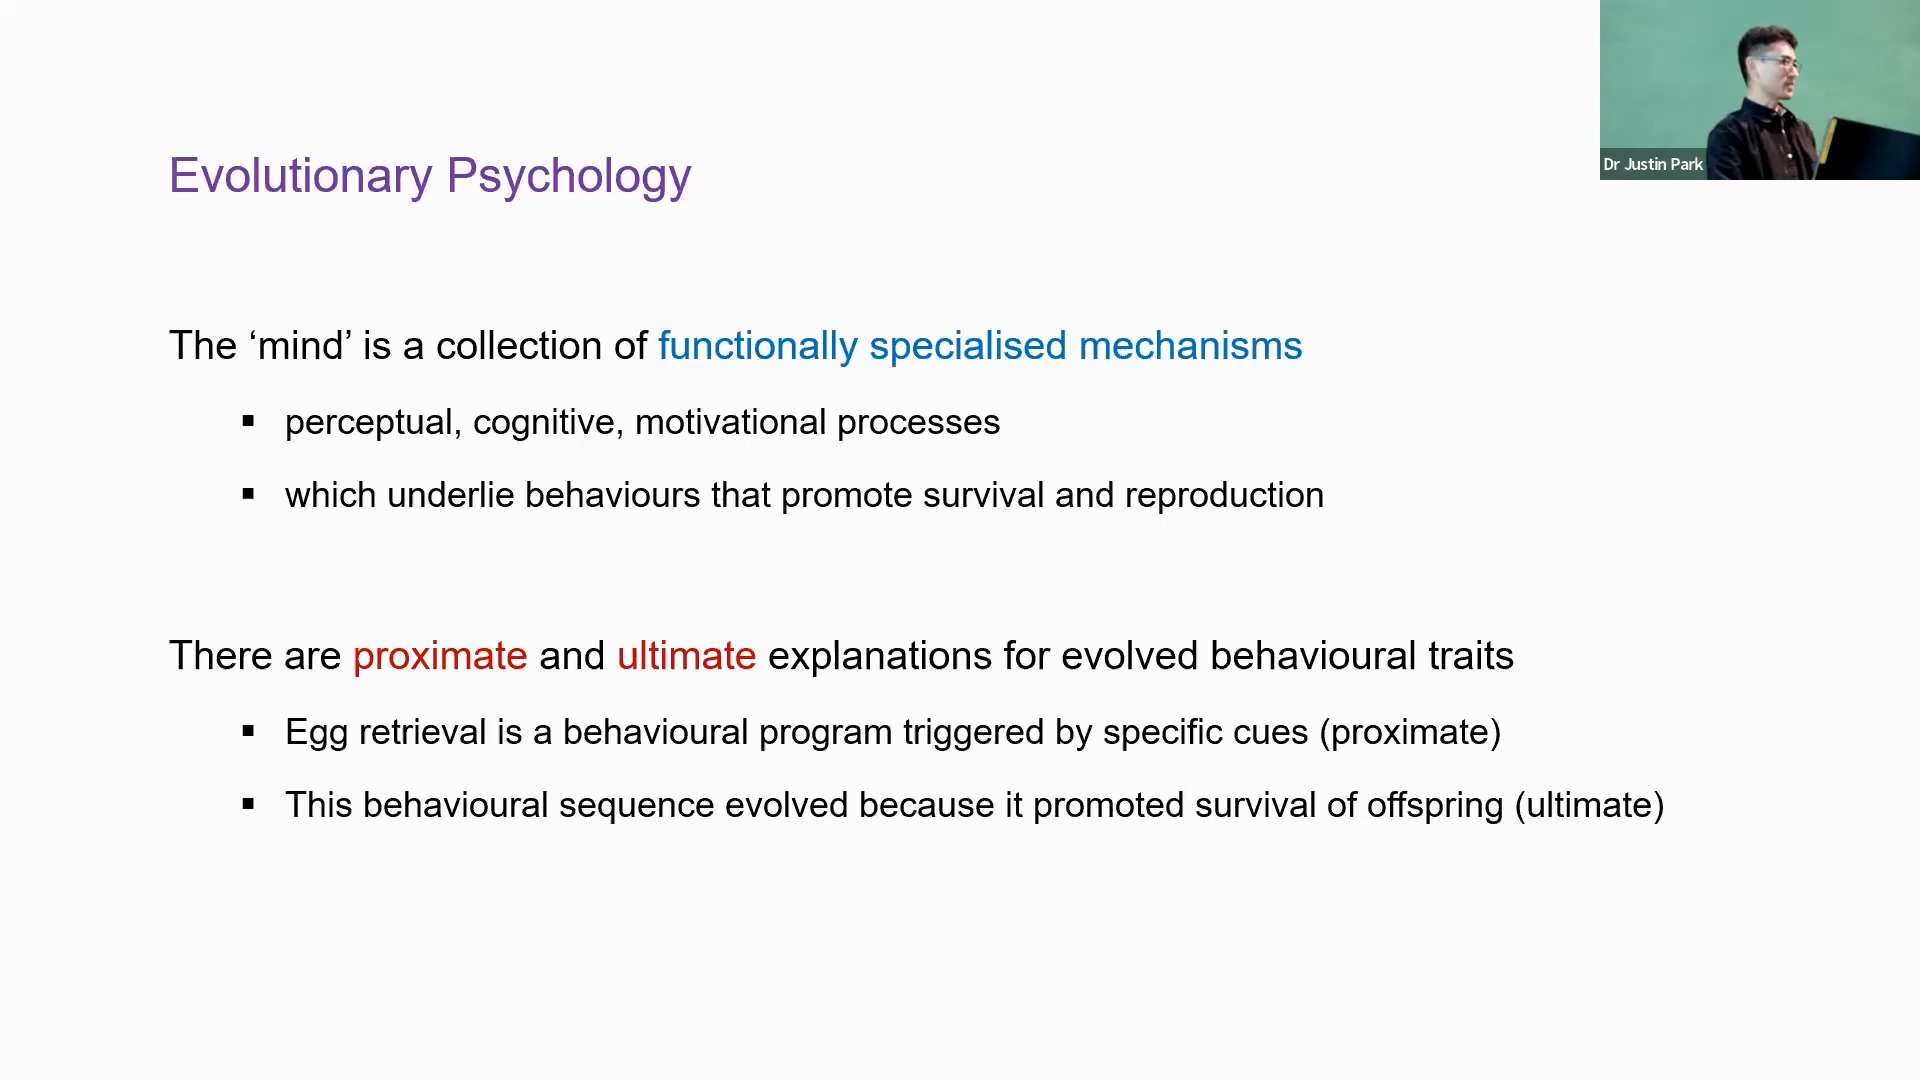 Dr Justin Park
Evolutionary Psychology
The ‘mind’ is a collection of functionally specialised mechanisms
▪ perceptual, cognitive, motivational processes
▪ which underlie behaviours that promote survival and reproduction
There are proximate and ultimate explanations for evolved behavioural traits
▪ Egg retrieval is a behavioural program triggered by specific cues (proximate)
▪ This behavioural sequence evolved because it promoted survival of offspring (ultimate)